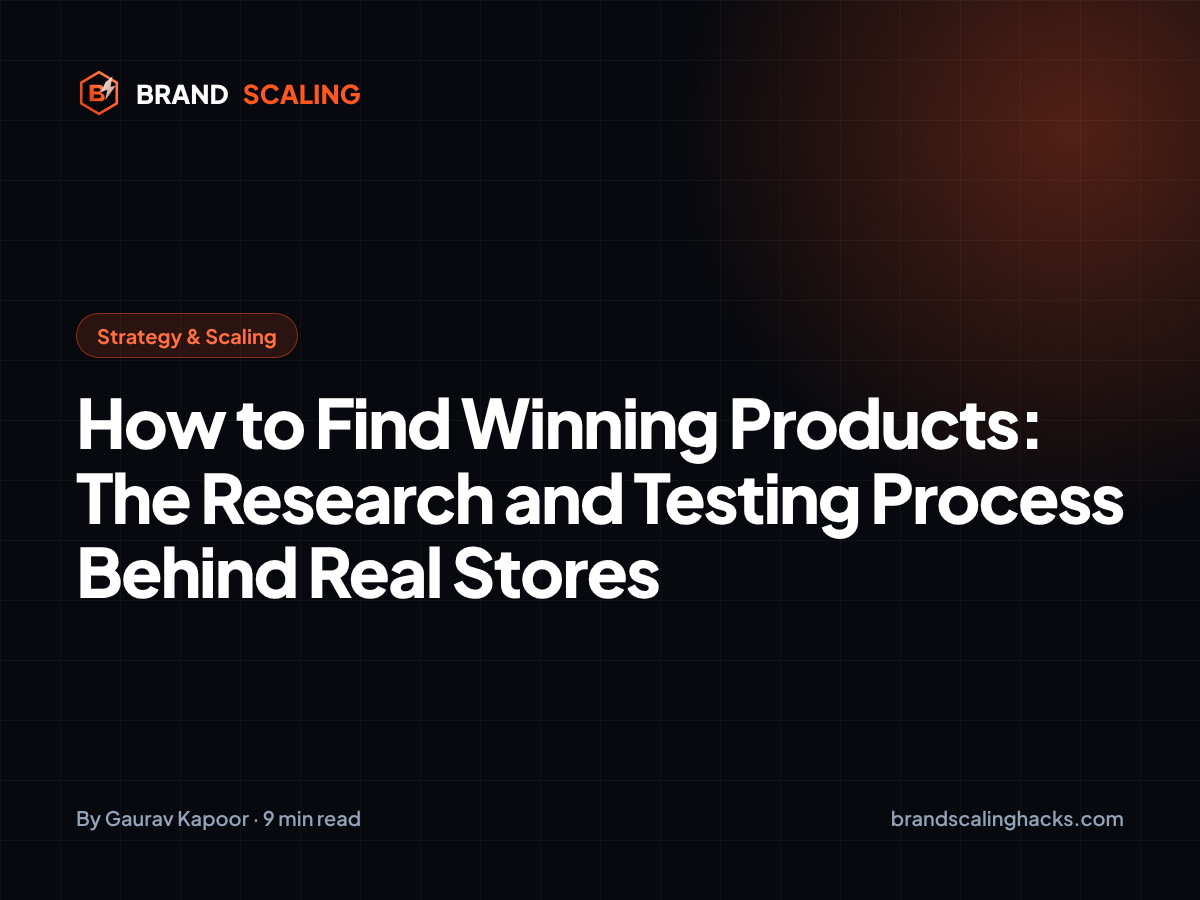 BRAND SCALING
Strategy & Scaling
How to Find Winning Products:
The Research and Testing Process
Behind Real Stores
By Gaurav Kapoor · 9 min read
brandscalinghacks.com